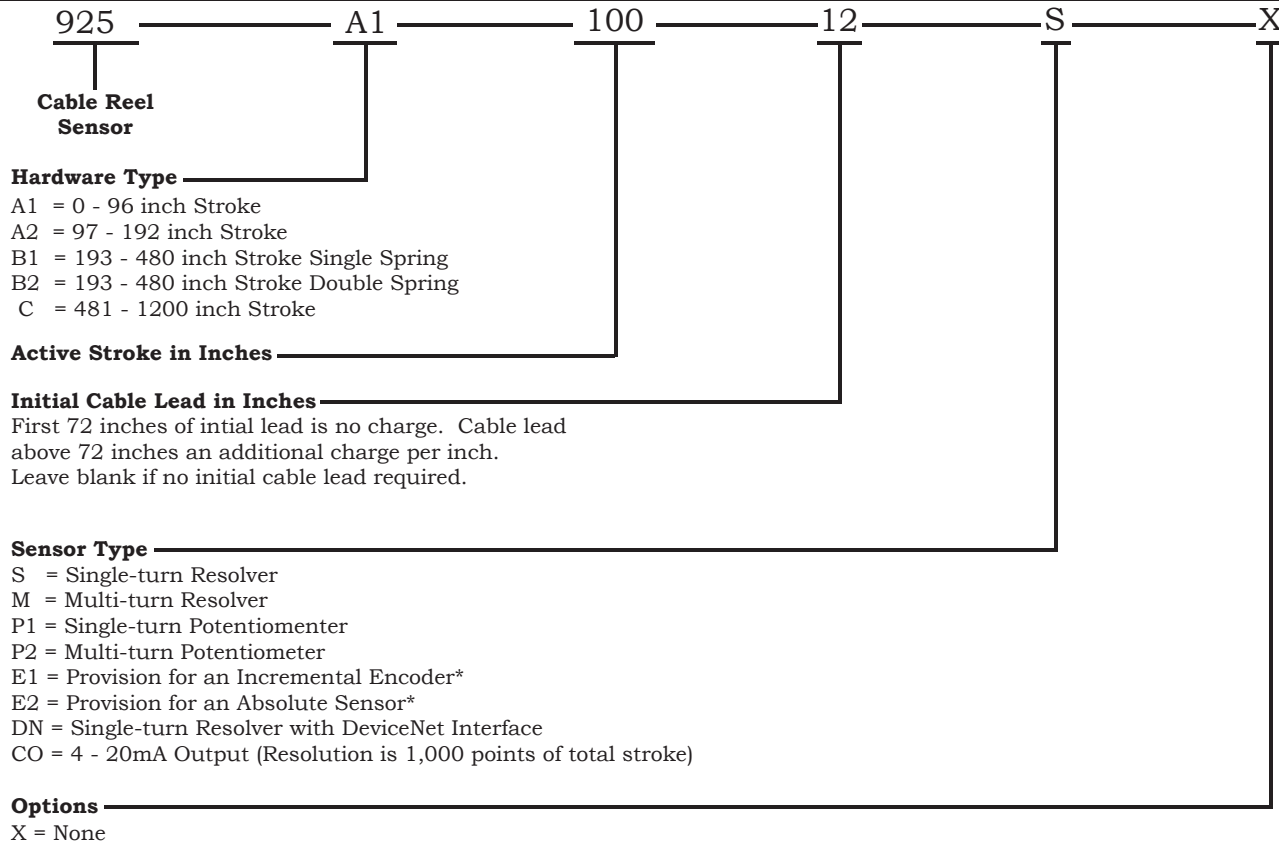 925 A1 100 12 S X
Cable Reel
Sensor
Hardware Type
A1 = 0 - 96 inch Stroke
A2 = 97 - 192 inch Stroke
B1 = 193 - 480 inch Stroke Single Spring
B2 = 193 - 480 inch Stroke Double Spring
C = 481 - 1200 inch Stroke
Active Stroke in Inches
Initial Cable Lead in Inches
First 72 inches of intial lead is no charge. Cable lead
above 72 inches an additional charge per inch.
Leave blank if no initial cable lead required.
Sensor Type
S = Single-turn Resolver
M = Multi-turn Resolver
P1 = Single-turn Potentiomenter
P2 = Multi-turn Potentiometer
E1 = Provision for an Incremental Encoder*
E2 = Provision for an Absolute Sensor*
DN = Single-turn Resolver with DeviceNet Interface
CO = 4 - 20mA Output (Resolution is 1,000 points of total stroke)
Options
X = None